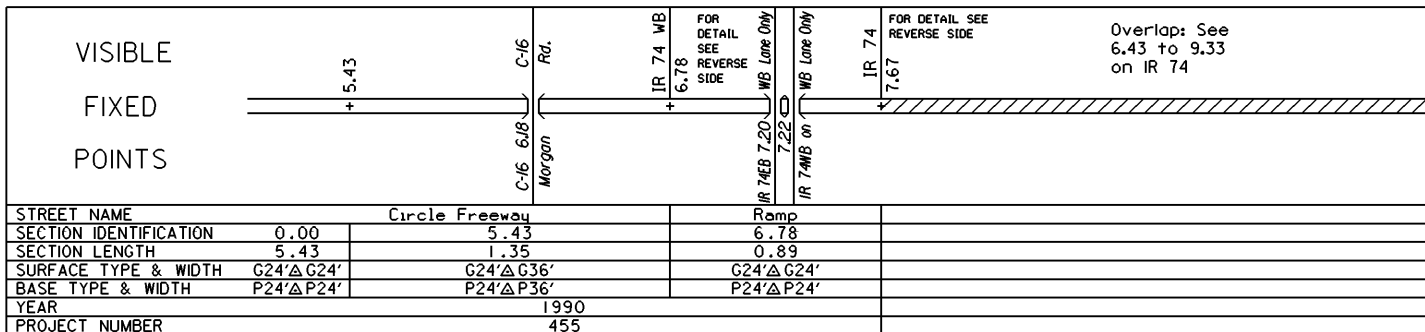 VISIBLE
FIXED
POINTS
5.43
C-16
Rd.
C-16 6.18
Morgan
IR 74 WB
6.78
FOR
DETAIL
SEE
REVERSE
SIDE
WB Lane Only
IR 74EB 7.20
7.22
WB Lane Only
IR 74WB on
IR 74
7.67
FOR DETAIL SEE
REVERSE SIDE
Overlap: See
6.43 to 9.33
on IR 74
STREET NAME Circle Freeway Ramp
SECTION IDENTIFICATION 0.00 5.43 6.78
SECTION LENGTH 5.43 1.35 0.89
SURFACE TYPE & WIDTH G24'△G24' G24'△G36' G24'△G24'
BASE TYPE & WIDTH P24'△P24' P24'△P36' P24'△P24'
YEAR 1990
PROJECT NUMBER 455